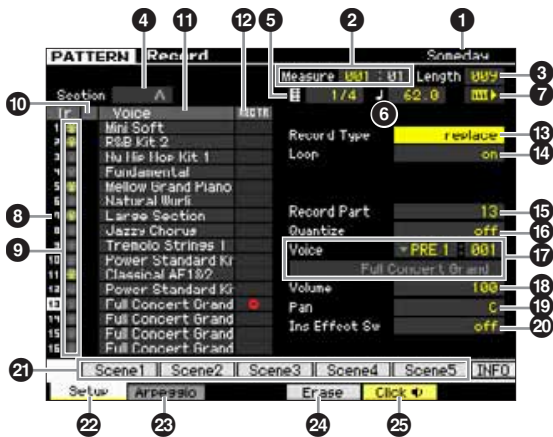 4 11 12 5 2 1
PATTERN Record Someday
Measure 001 : 01 Length 009 3
Section A 1/4 ♩ 62.0 7
10 6
Tr Voice RECTR
1 Mini Soft
2 R&B Kit 2 Record Type replace 13
3 Nu Hip Hop Kit 1 Loop on 14
4 Fundamental
5 Mellow Grand Piano
6 Natural Wurli
8 7 Large Section Record Part 13 15
8 Jazzy Chorus Quantize off 16
9 9 Tremolo Strings 1 Voice PRE 1 : 001 17
10 Power Standard Ki Full Concert Grand
11 Classical AF1&2
12 Power Standard Ki Volume 100 18
13 Full Concert Grand Pan C 19
14 Full Concert Grand Ins Effect Sw off 20
15 Full Concert Grand
16 Full Concert Grand
21 Scene1 Scene2 Scene3 Scene4 Scene5 INFO
Setup Arpeggio Erase Click
22 23 24 25